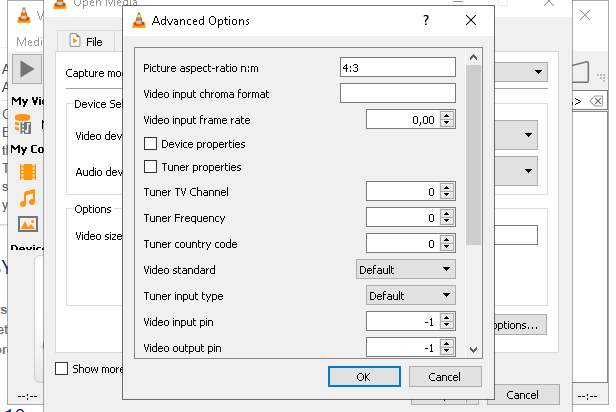 Open Media
Advanced Options
?
Medi
File
Picture aspect-ratio n:m
4:3
Capture mo
Video input chroma format
My Vi
Device Sel
Video input frame rate
0,00
Video dev
Device properties
My Co
Tuner properties
Audio dev
Tuner TV Channel
0
Options
Tuner Frequency
0
Video size
Tuner country code
0
Device
Video standard
Default
Tuner input type
Default
Video input pin
-1
options...
Video output pin
-1
Show more
OK
Cancel
Cancel
--:--
--:--